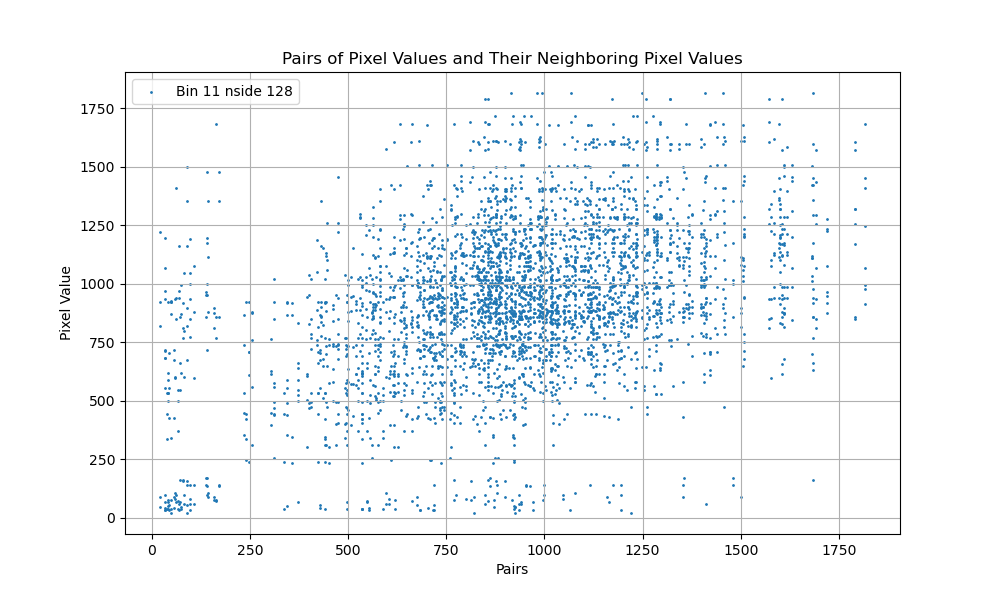 Pairs of Pixel Values and Their Neighboring Pixel Values
Bin 11 nside 128
1750
1500
1250
1000
750
500
250
0
Pixel Value
0 250 500 750 1000 1250 1500 1750
Pairs